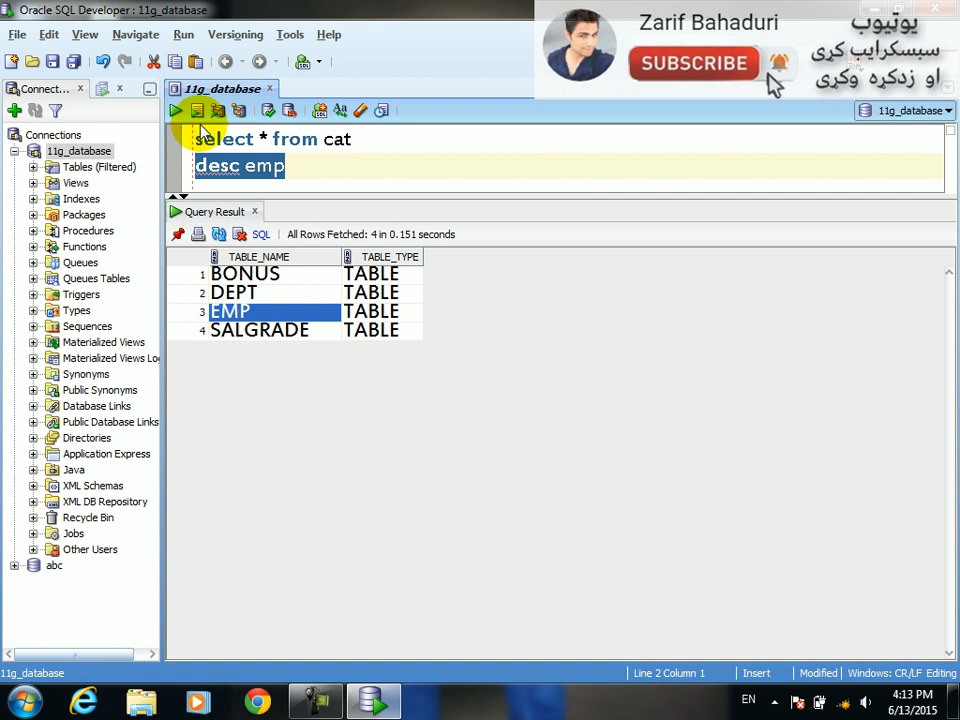 Oracle SQL Developer : 11g_database
Zarif Bahaduri
SUBSCRIBE
یوتیوب
سبسکرایب کړی
او زدکړه وکړی
File Edit View Navigate Run Versioning Tools Help
Connect...
11g_database
11g_database
Connections
11g_database
Tables (Filtered)
Views
Indexes
Packages
Procedures
Functions
Queues
Queues Tables
Triggers
Types
Sequences
Materialized Views
Materialized Views Lo
Synonyms
Public Synonyms
Database Links
Public Database Links
Directories
Application Express
Java
XML Schemas
XML DB Repository
Recycle Bin
Jobs
Other Users
abc
select * from cat
desc emp
Query Result
SQL All Rows Fetched: 4 in 0.151 seconds
TABLE_NAME TABLE_TYPE
1 BONUS TABLE
2 DEPT TABLE
3 EMP TABLE
4 SALGRADE TABLE
11g_database Line 2 Column 1 Insert Modified Windows: CR/LF Editing
EN 4:13 PM
6/13/2015